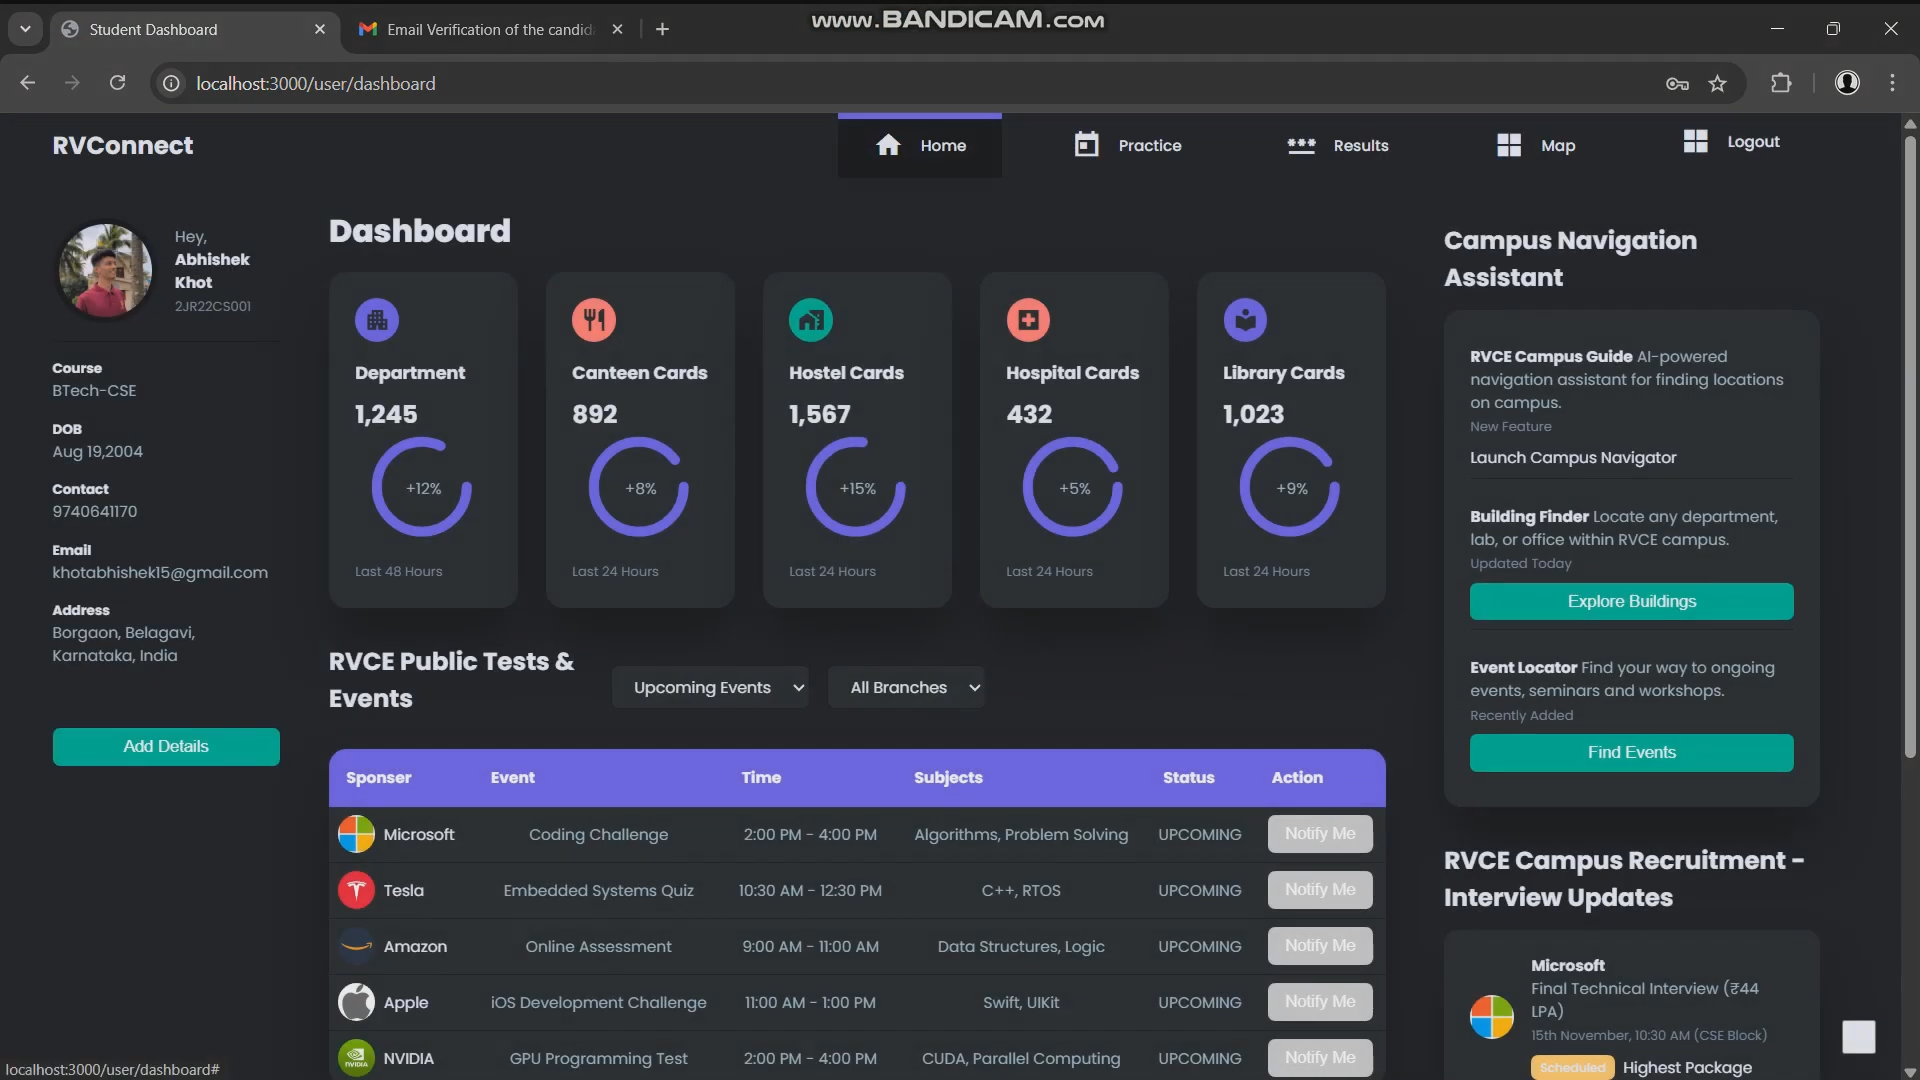 Student Dashboard
Email Verification of the candid
www.BANDICAM.com
localhost:3000/user/dashboard
RVConnect
Home
Practice
Results
Map
Logout
Hey,
Abhishek
Khot
2JR22CS001
Course
BTech-CSE
DOB
Aug 19,2004
Contact
9740641170
Email
khotabhishek15@gmail.com
Address
Borgaon, Belagavi,
Karnataka, India
Add Details
Dashboard
Department
1,245
+12%
Last 48 Hours
Canteen Cards
892
+8%
Last 24 Hours
Hostel Cards
1,567
+15%
Last 24 Hours
Hospital Cards
432
+5%
Last 24 Hours
Library Cards
1,023
+9%
Last 24 Hours
RVCE Public Tests &
Events
Upcoming Events
All Branches
Sponser Event Time Subjects Status Action
Microsoft Coding Challenge 2:00 PM - 4:00 PM Algorithms, Problem Solving UPCOMING Notify Me
Tesla Embedded Systems Quiz 10:30 AM - 12:30 PM C++, RTOS UPCOMING Notify Me
Amazon Online Assessment 9:00 AM - 11:00 AM Data Structures, Logic UPCOMING Notify Me
Apple iOS Development Challenge 11:00 AM - 1:00 PM Swift, UIKit UPCOMING Notify Me
NVIDIA GPU Programming Test 2:00 PM - 4:00 PM CUDA, Parallel Computing UPCOMING Notify Me
Campus Navigation
Assistant
RVCE Campus Guide AI-powered
navigation assistant for finding locations
on campus.
New Feature
Launch Campus Navigator
Building Finder Locate any department,
lab, or office within RVCE campus.
Updated Today
Explore Buildings
Event Locator Find your way to ongoing
events, seminars and workshops.
Recently Added
Find Events
RVCE Campus Recruitment -
Interview Updates
Microsoft
Final Technical Interview (₹44
LPA)
15th November, 10:30 AM (CSE Block)
Scheduled Highest Package
localhost:3000/user/dashboard#